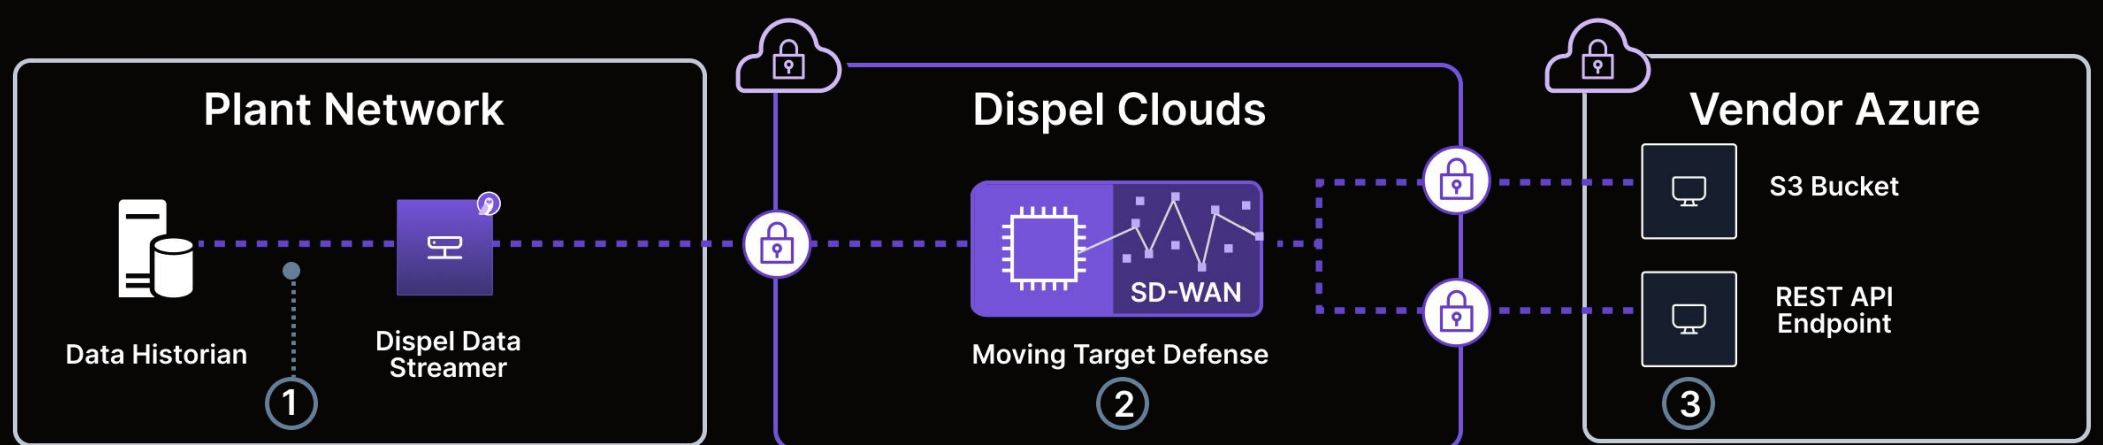 Plant Network
Data Historian
Dispel Data
Streamer
1
Dispel Clouds
SD-WAN
Moving Target Defense
2
Vendor Azure
S3 Bucket
REST API
Endpoint
3